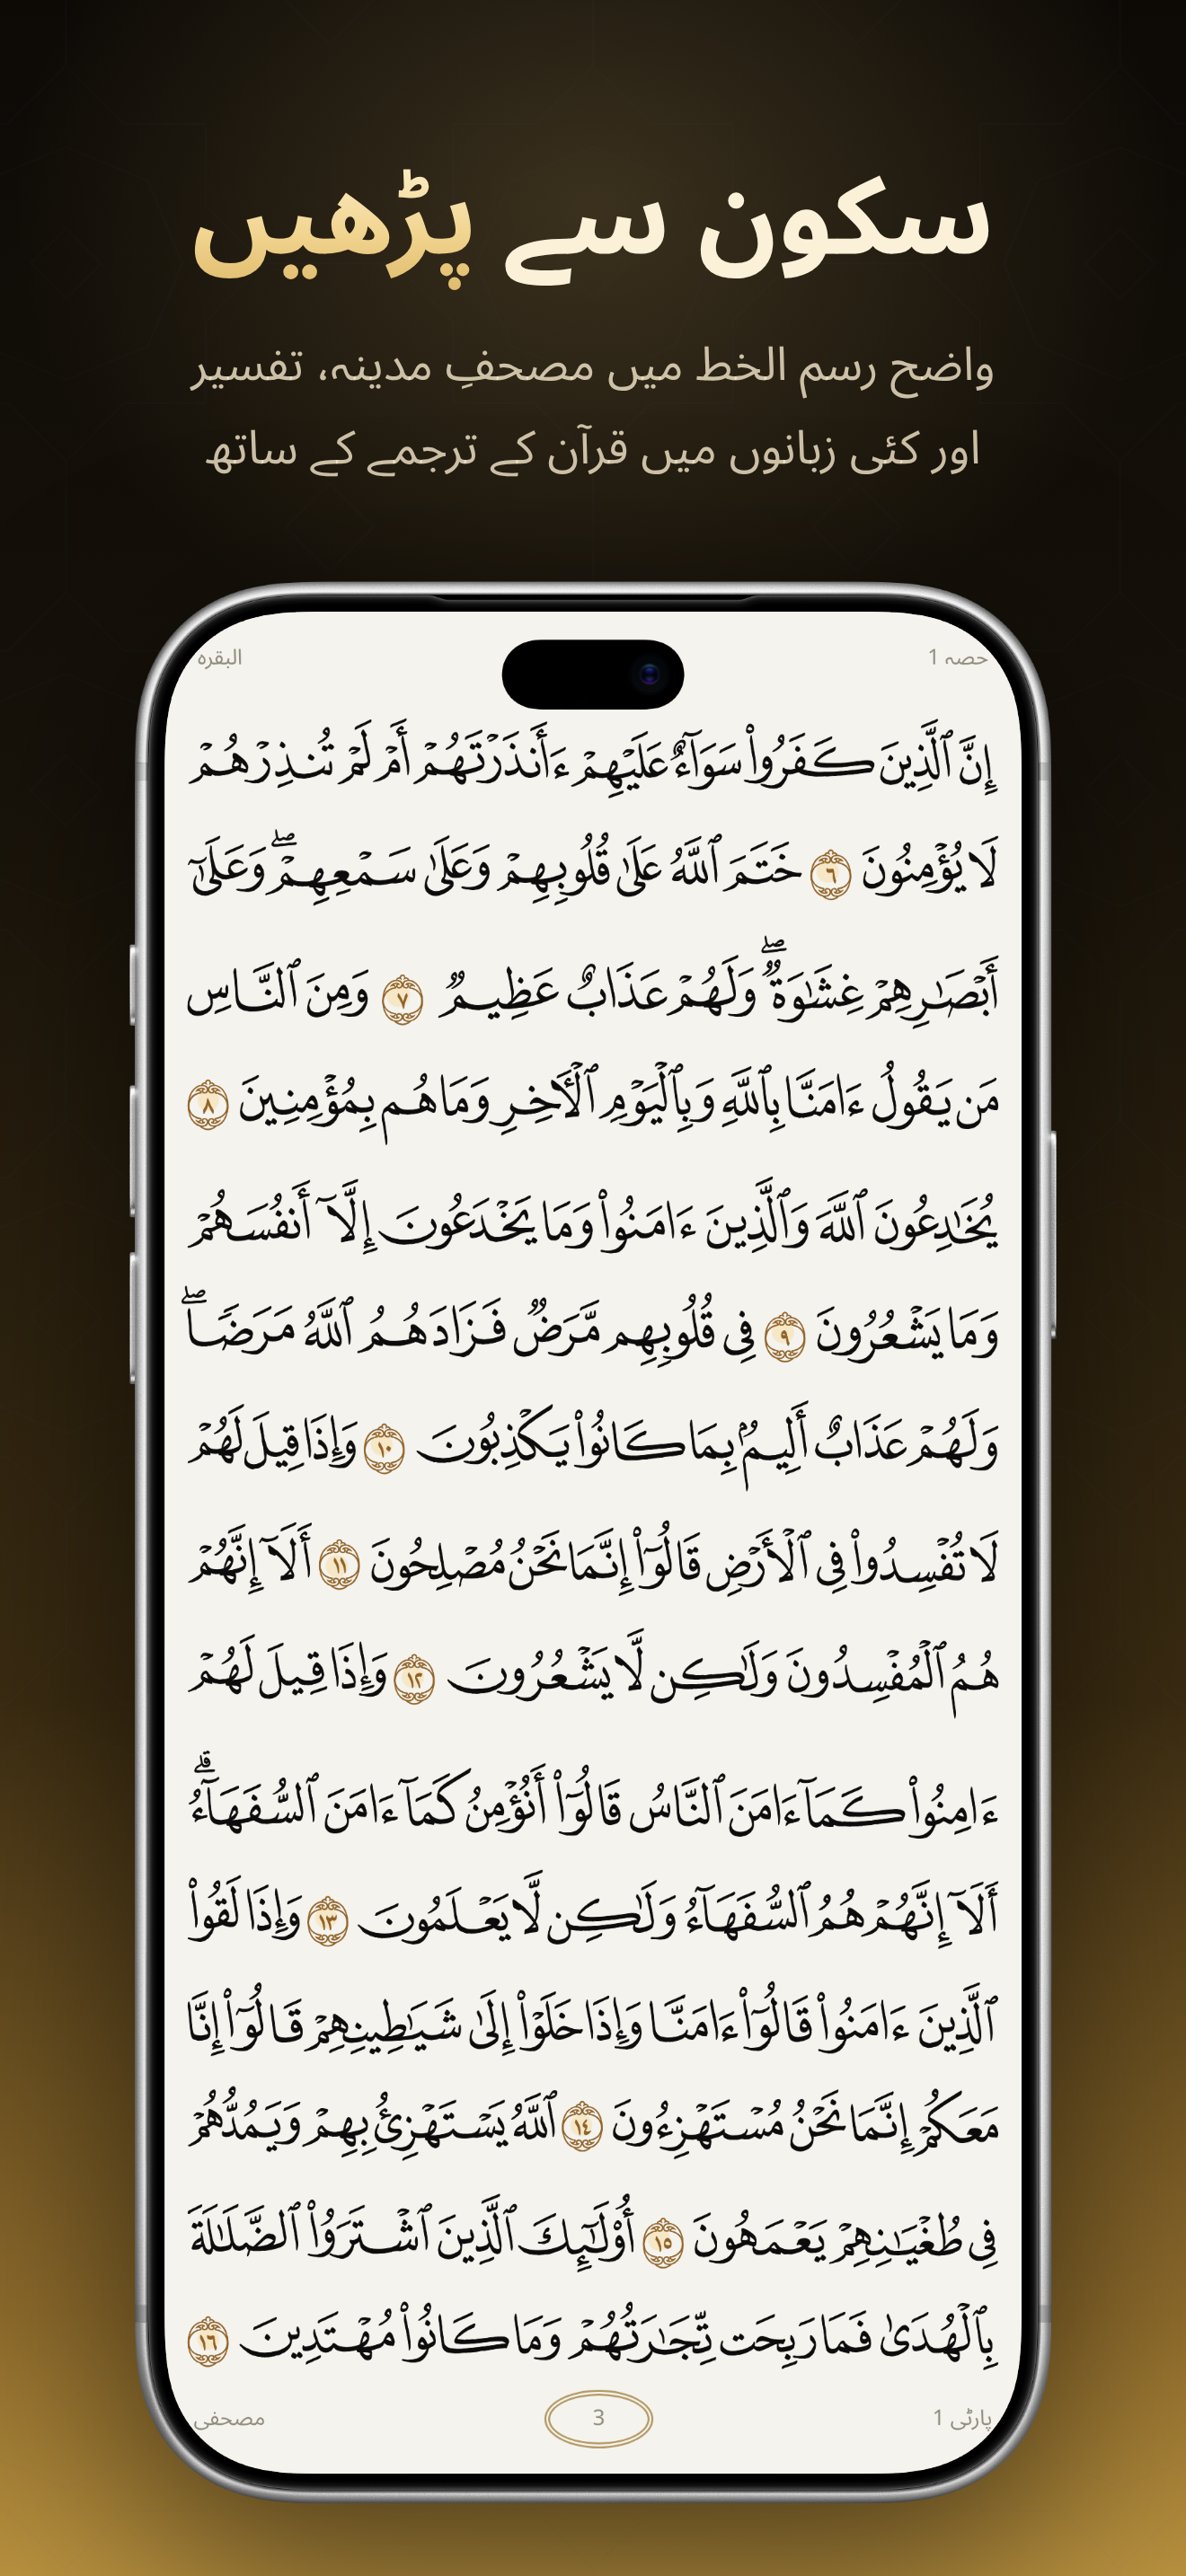 سکون سے پڑھیں
واضح رسم الخط میں مصحفِ مدینہ، تفسیر
اور کئی زبانوں میں قرآن کے ترجمے کے ساتھ
حصہ 1 البقرہ
إِنَّ ٱلَّذِينَ كَفَرُوا۟ سَوَآءٌ عَلَيْهِمْ ءَأَنذَرْتَهُمْ أَمْ لَمْ تُنذِرْهُمْ
لَا يُؤْمِنُونَ ٦ خَتَمَ ٱللَّهُ عَلَىٰ قُلُوبِهِمْ وَعَلَىٰ سَمْعِهِمْ ۖ وَعَلَىٰٓ
أَبْصَـٰرِهِمْ غِشَـٰوَةٌ ۖ وَلَهُمْ عَذَابٌ عَظِيمٌ ٧ وَمِنَ ٱلنَّاسِ
مَن يَقُولُ ءَامَنَّا بِٱللَّهِ وَبِٱلْيَوْمِ ٱلْـَٔاخِرِ وَمَا هُم بِمُؤْمِنِينَ ٨
يُخَـٰدِعُونَ ٱللَّهَ وَٱلَّذِينَ ءَامَنُوا۟ وَمَا يَخْدَعُونَ إِلَّآ أَنفُسَهُمْ
وَمَا يَشْعُرُونَ ٩ فِى قُلُوبِهِم مَّرَضٌ فَزَادَهُمُ ٱللَّهُ مَرَضًا ۖ
وَلَهُمْ عَذَابٌ أَلِيمٌۢ بِمَا كَانُوا۟ يَكْذِبُونَ ١٠ وَإِذَا قِيلَ لَهُمْ
لَا تُفْسِدُوا۟ فِى ٱلْأَرْضِ قَالُوٓا۟ إِنَّمَا نَحْنُ مُصْلِحُونَ ١١ أَلَآ إِنَّهُمْ
هُمُ ٱلْمُفْسِدُونَ وَلَـٰكِن لَّا يَشْعُرُونَ ١٢ وَإِذَا قِيلَ لَهُمْ
ءَامِنُوا۟ كَمَآ ءَامَنَ ٱلنَّاسُ قَالُوٓا۟ أَنُؤْمِنُ كَمَآ ءَامَنَ ٱلسُّفَهَآءُ ۗ
أَلَآ إِنَّهُمْ هُمُ ٱلسُّفَهَآءُ وَلَـٰكِن لَّا يَعْلَمُونَ ١٣ وَإِذَا لَقُوا۟
ٱلَّذِينَ ءَامَنُوا۟ قَالُوٓا۟ ءَامَنَّا وَإِذَا خَلَوْا۟ إِلَىٰ شَيَـٰطِينِهِمْ قَالُوٓا۟ إِنَّا
مَعَكُمْ إِنَّمَا نَحْنُ مُسْتَهْزِءُونَ ١٤ ٱللَّهُ يَسْتَهْزِئُ بِهِمْ وَيَمُدُّهُمْ
فِى طُغْيَـٰنِهِمْ يَعْمَهُونَ ١٥ أُو۟لَـٰٓئِكَ ٱلَّذِينَ ٱشْتَرَوُا۟ ٱلضَّلَـٰلَةَ
بِٱلْهُدَىٰ فَمَا رَبِحَت تِّجَـٰرَتُهُمْ وَمَا كَانُوا۟ مُهْتَدِينَ ١٦
پارٹی 1 3 مصحفی